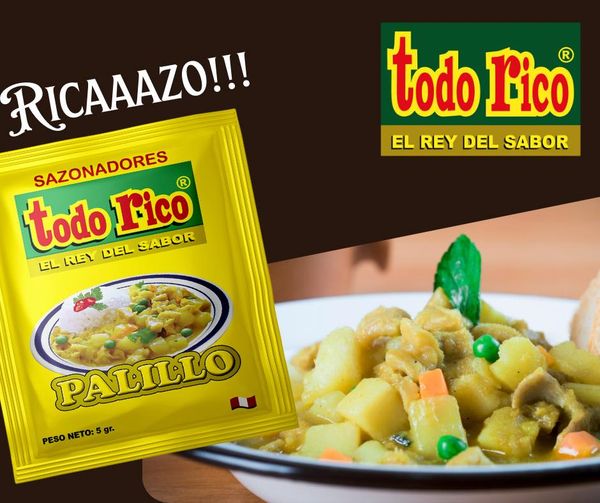 RICAAAZO!!!
todo rico®
EL REY DEL SABOR
SAZONADORES
todo rico®
EL REY DEL SABOR
PALILLO
PESO NETO: 5 gr.